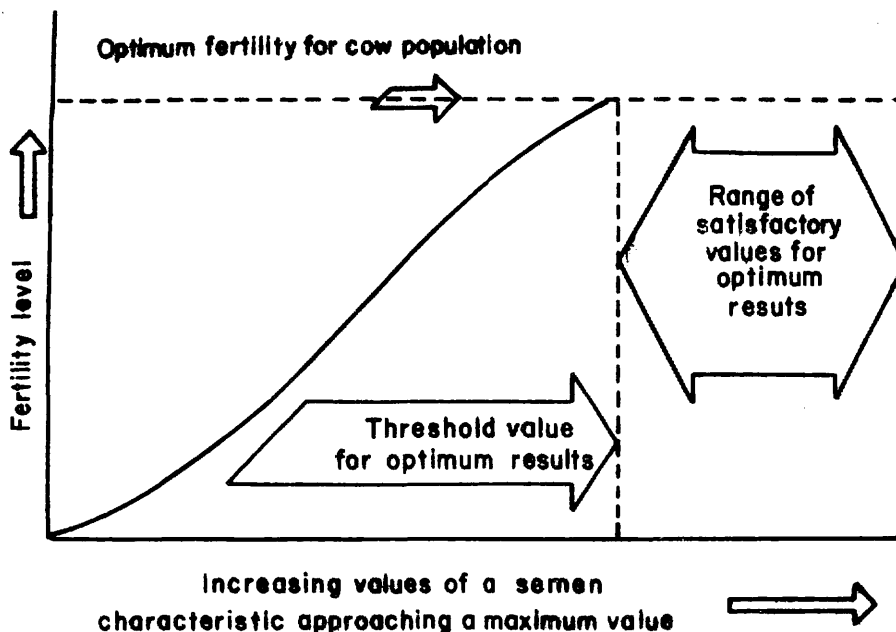 Optimum fertility for cow population
Fertility level
Range of
satisfactory
values for
optimum
resuts
Threshold value
for optimum results
Increasing values of a semen
characteristic approaching a maximum value